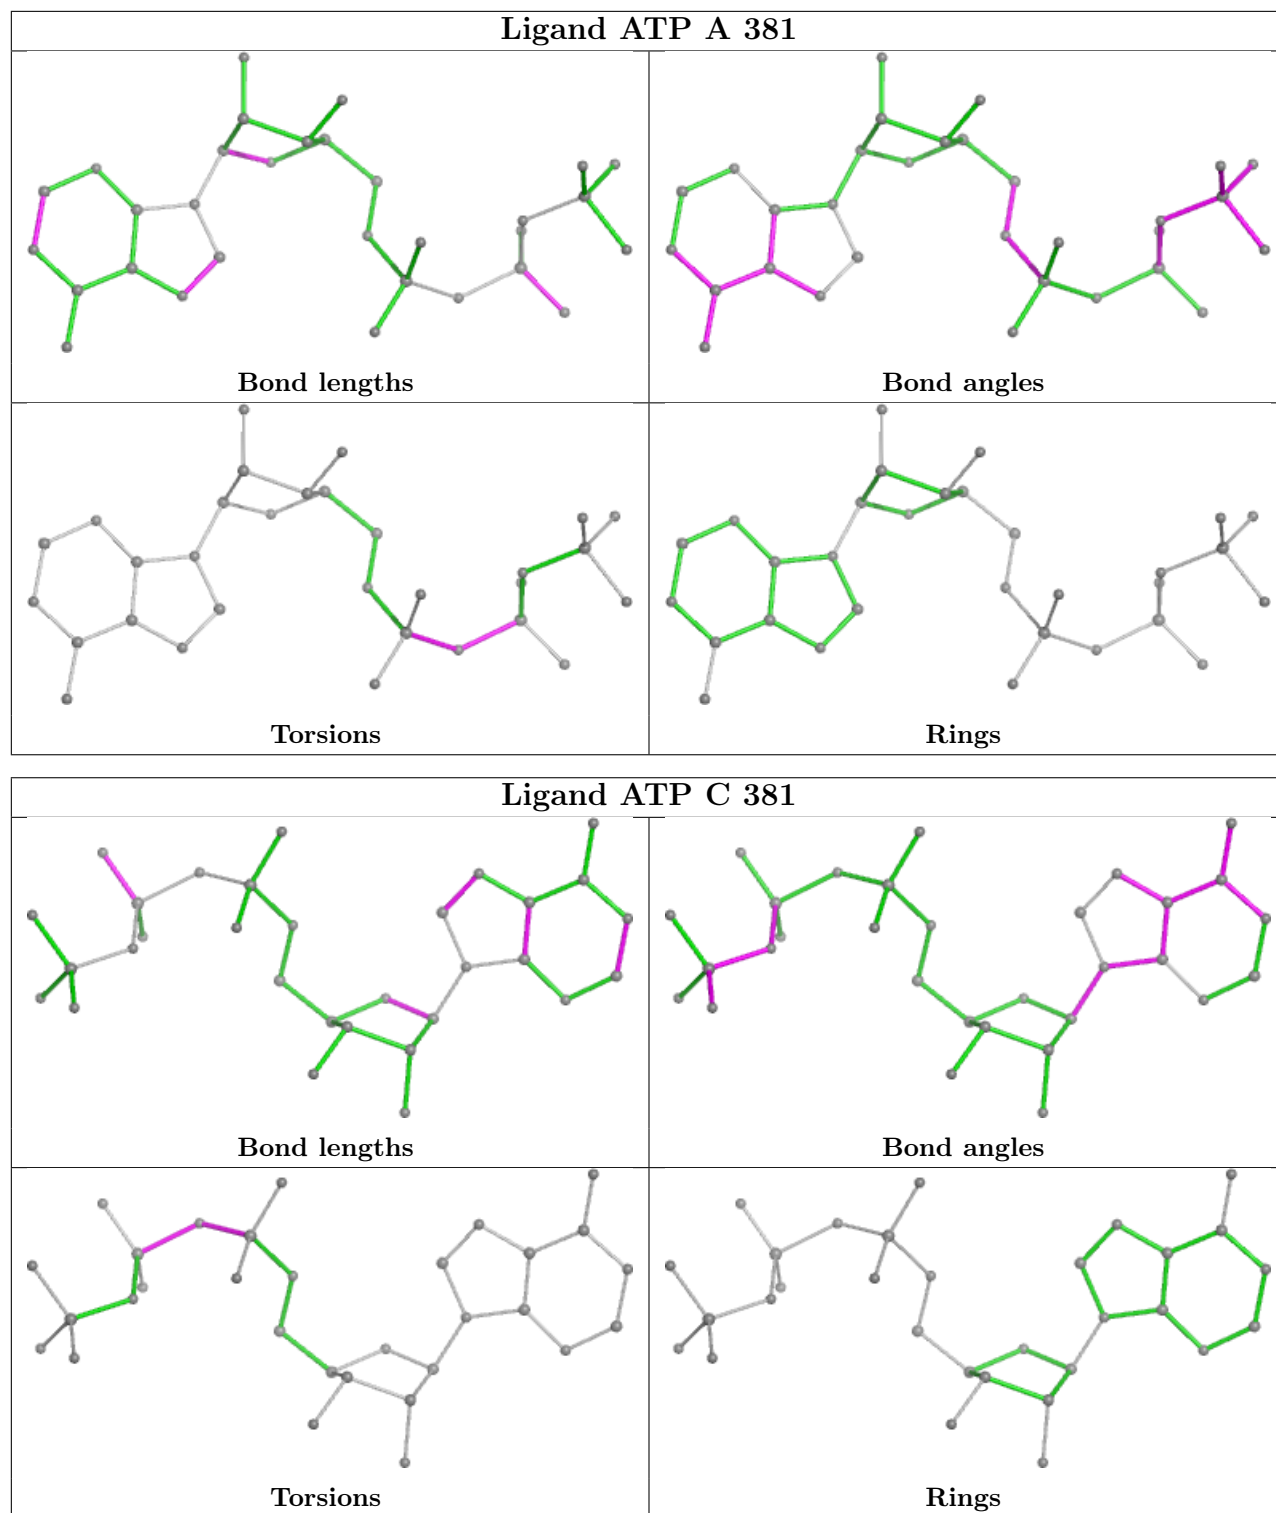 Ligand ATP A 381
Bond lengths
Bond angles
Torsions
Rings
Ligand ATP C 381
Bond lengths
Bond angles
Torsions
Rings